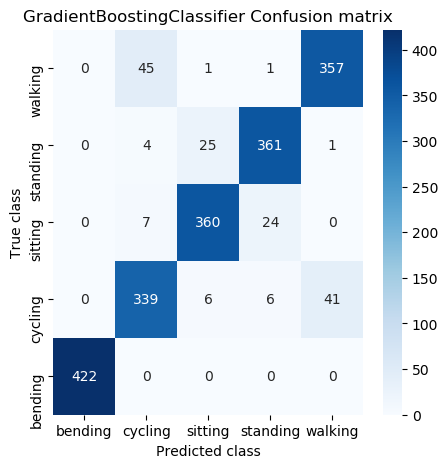 GradientBoostingClassifier Confusion matrix
True class
walking 0 45 1 1 357
standing 0 4 25 361 1
sitting 0 7 360 24 0
cycling 0 339 6 6 41
bending 422 0 0 0 0
bending cycling sitting standing walking
Predicted class
400
350
300
250
200
150
100
50
0